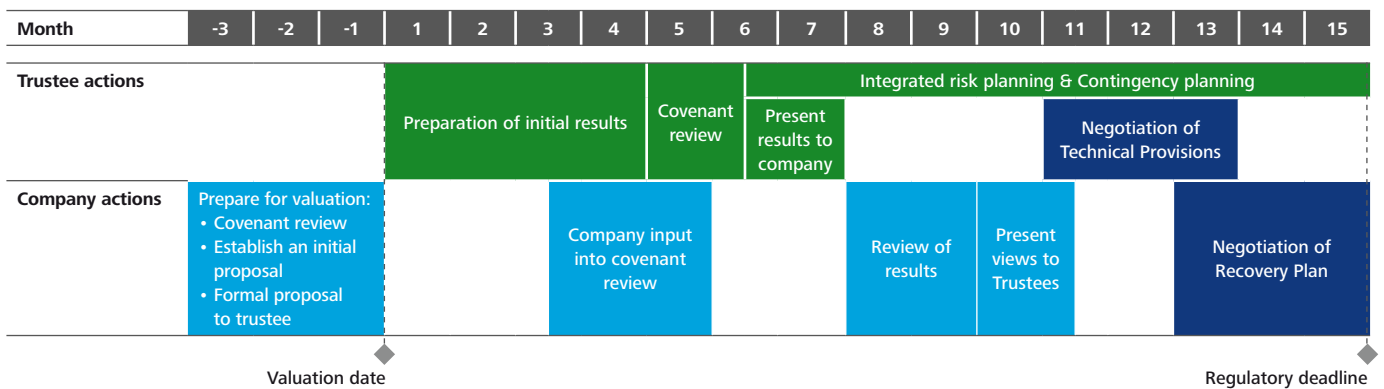 Month -3 -2 -1 1 2 3 4 5 6 7 8 9 10 11 12 13 14 15
Trustee actions
Integrated risk planning & Contingency planning
Preparation of initial results
Covenant
review
Present
results to
company
Negotiation of
Technical Provisions
Company actions
Prepare for valuation:
• Covenant review
• Establish an initial
proposal
• Formal proposal
to trustee
Company input
into covenant
review
Review of
results
Present
views to
Trustees
Negotiation of
Recovery Plan
Valuation date
Regulatory deadline